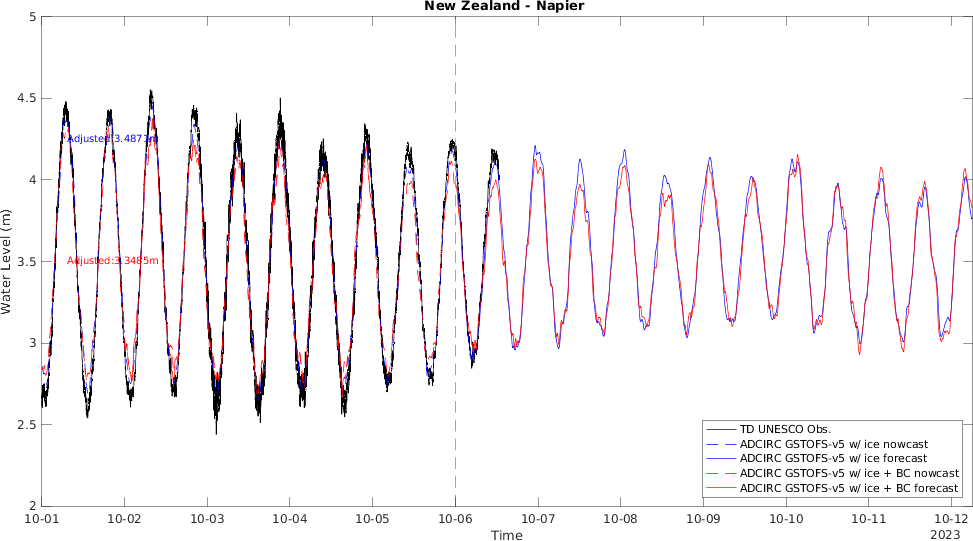 New Zealand - Napier
5
4.5
4
3.5
3
2.5
2
Water Level (m)
Adjusted:3.4877m
Adjusted:3.3485m
TD UNESCO Obs.
ADCIRC GSTOFS-v5 w/ ice nowcast
ADCIRC GSTOFS-v5 w/ ice forecast
ADCIRC GSTOFS-v5 w/ ice + BC nowcast
ADCIRC GSTOFS-v5 w/ ice + BC forecast
10-01 10-02 10-03 10-04 10-05 10-06 10-07 10-08 10-09 10-10 10-11 10-12
Time
2023